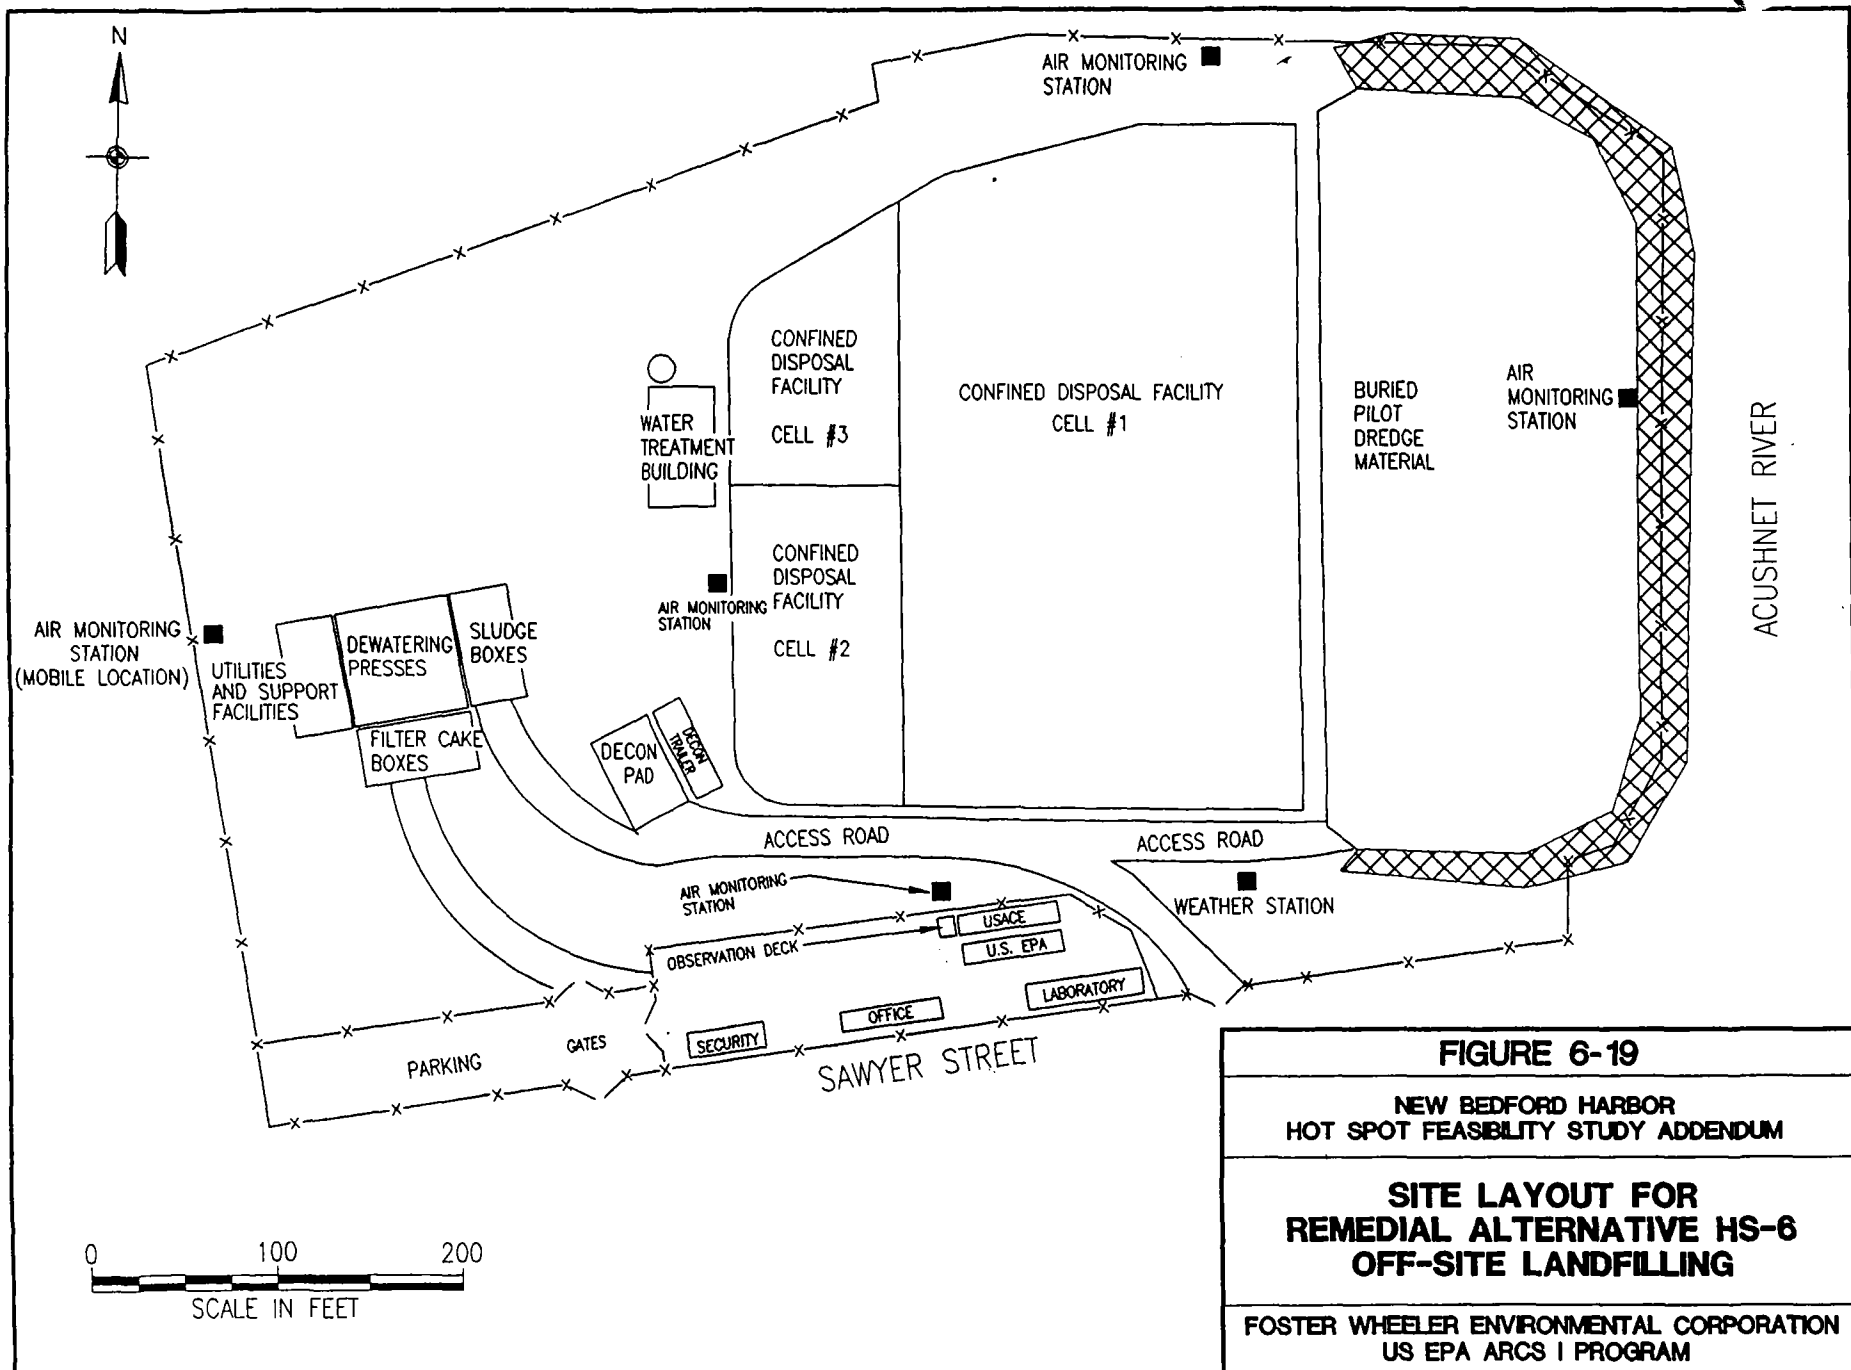 N
AIR MONITORING
STATION
CONFINED
DISPOSAL
FACILITY
CELL #3
CONFINED DISPOSAL FACILITY
CELL #1
BURIED
PILOT
DREDGE
MATERIAL
AIR
MONITORING
STATION
ACUSHNET RIVER
WATER
TREATMENT
BUILDING
CONFINED
DISPOSAL
FACILITY
CELL #2
AIR MONITORING
STATION
AIR MONITORING
STATION
(MOBILE LOCATION)
UTILITIES
AND SUPPORT
FACILITIES
DEWATERING
PRESSES
SLUDGE
BOXES
FILTER CAKE
BOXES
DECON
PAD
DECON
TRAILER
ACCESS ROAD
ACCESS ROAD
AIR MONITORING
STATION
WEATHER STATION
OBSERVATION DECK
USACE
U.S. EPA
LABORATORY
OFFICE
SECURITY
GATES
PARKING
SAWYER STREET
0 100 200
SCALE IN FEET
FIGURE 6-19
NEW BEDFORD HARBOR
HOT SPOT FEASIBILITY STUDY ADDENDUM
SITE LAYOUT FOR
REMEDIAL ALTERNATIVE HS-6
OFF-SITE LANDFILLING
FOSTER WHEELER ENVIRONMENTAL CORPORATION
US EPA ARCS I PROGRAM